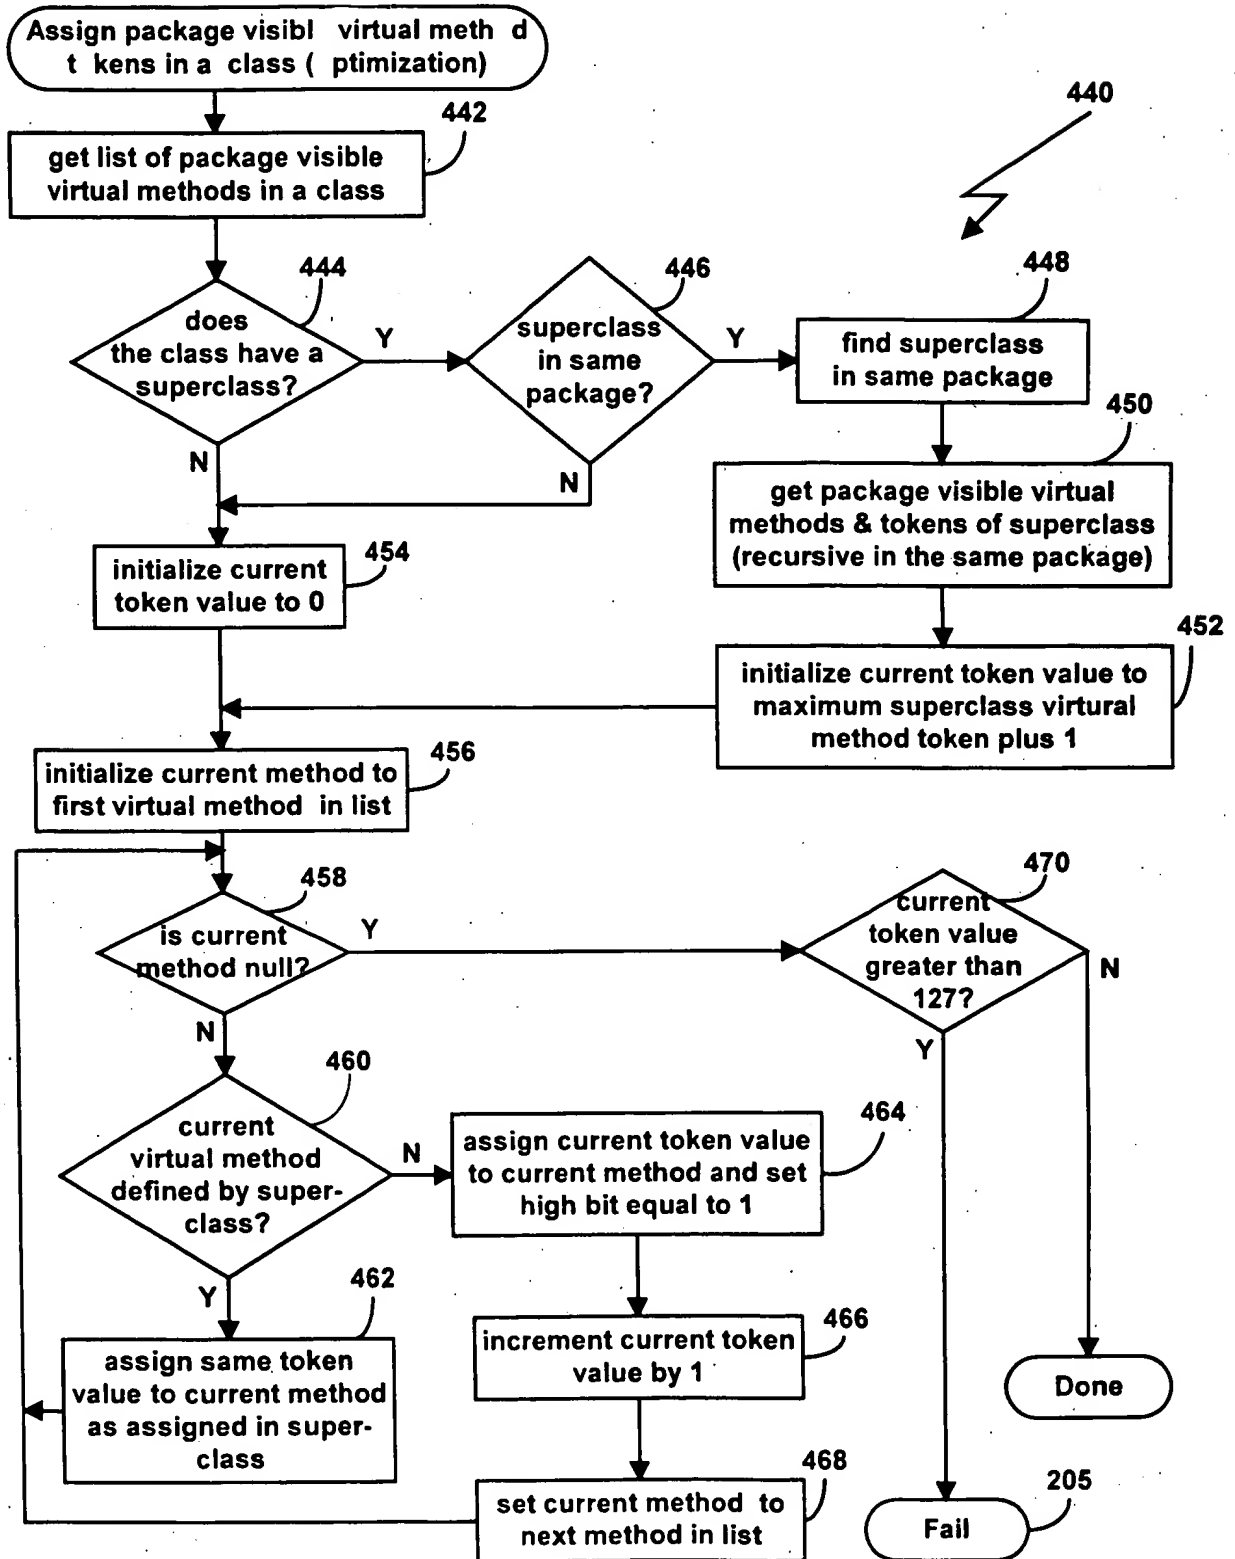 Assign package visibl virtual meth d
t kens in a class ( ptimization)
442
440
get list of package visible
virtual methods in a class
444
446
448
does
the class have a
superclass?
Y
superclass
in same
package?
Y
find superclass
in same package
450
N
N
get package visible virtual
methods & tokens of superclass
(recursive in the same package)
454
initialize current
token value to 0
452
initialize current token value to
maximum superclass virtural
method token plus 1
456
initialize current method to
first virtual method in list
458
470
is current
method null?
Y
current
token value
greater than
127?
N
N
Y
460
current
virtual method
defined by super-
class?
N
464
assign current token value
to current method and set
high bit equal to 1
Y
462
466
assign same token
value to current method
as assigned in super-
class
increment current token
value by 1
Done
468
set current method to
next method in list
205
Fail